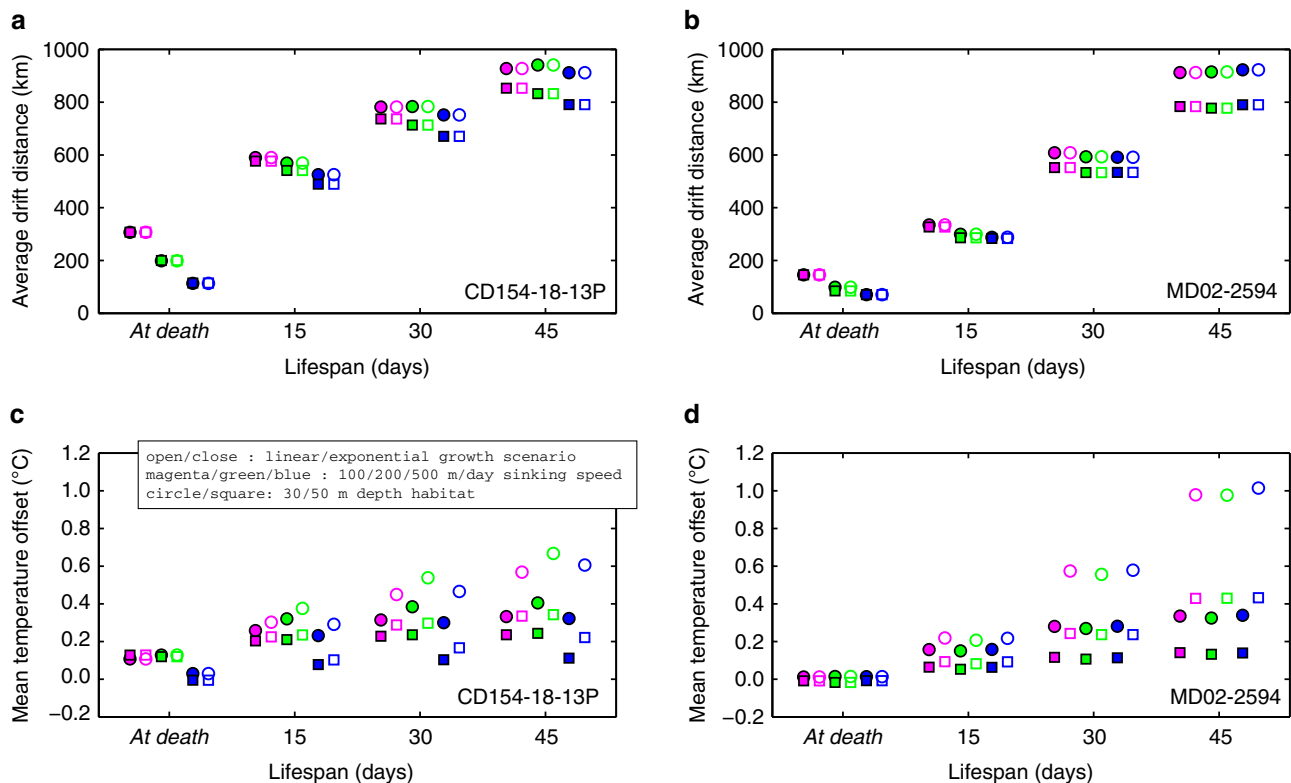 a
1000
800
600
400
200
0
Average drift distance (km)
CD154-18-13P
At death 15 30 45
Lifespan (days)
b
1000
800
600
400
200
0
Average drift distance (km)
MD02-2594
At death 15 30 45
Lifespan (days)
c
1.2
1.0
0.8
0.6
0.4
0.2
0.0
−0.2
Mean temperature offset (°C)
open/close : linear/exponential growth scenario
magenta/green/blue : 100/200/500 m/day sinking speed
circle/square: 30/50 m depth habitat
CD154-18-13P
At death 15 30 45
Lifespan (days)
d
1.2
1.0
0.8
0.6
0.4
0.2
0.0
−0.2
Mean temperature offset (°C)
MD02-2594
At death 15 30 45
Lifespan (days)